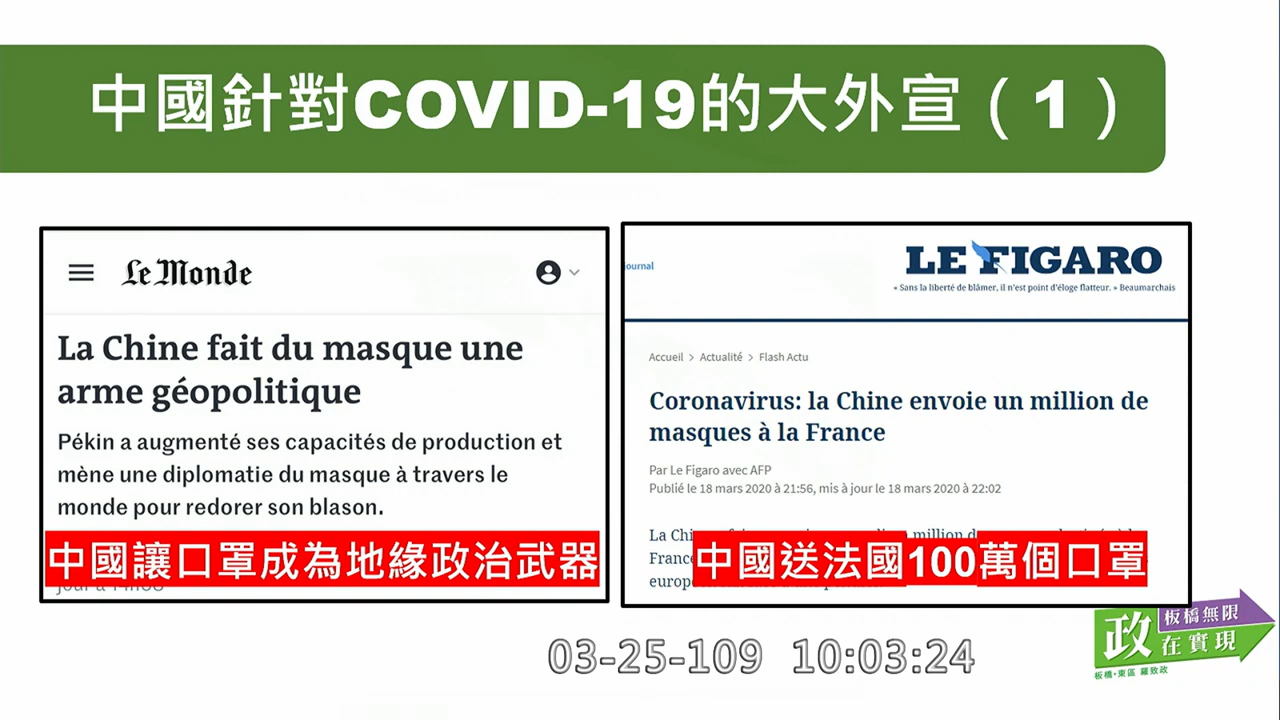 中國針對COVID-19的大外宣（1）
Le Monde
La Chine fait du masque une
arme géopolitique
Pékin a augmenté ses capacités de production et
mène une diplomatie du masque à travers le
monde pour redorer son blason.
中國讓口罩成為地緣政治武器
ournal
LE FIGARO
« Sans la liberté de blâmer, il n'est point d'éloge flatteur. » Beaumarchais
Accueil > Actualité > Flash Actu
Coronavirus: la Chine envoie un million de
masques à la France
Par Le Figaro avec AFP
Publié le 18 mars 2020 à 21:56, mis à jour le 18 mars 2020 à 22:02
La million
France
europ
中國送法國100萬個口罩
政 板橋無限
在實現
板橋·東區 羅致政
03-25-109 10:03:24